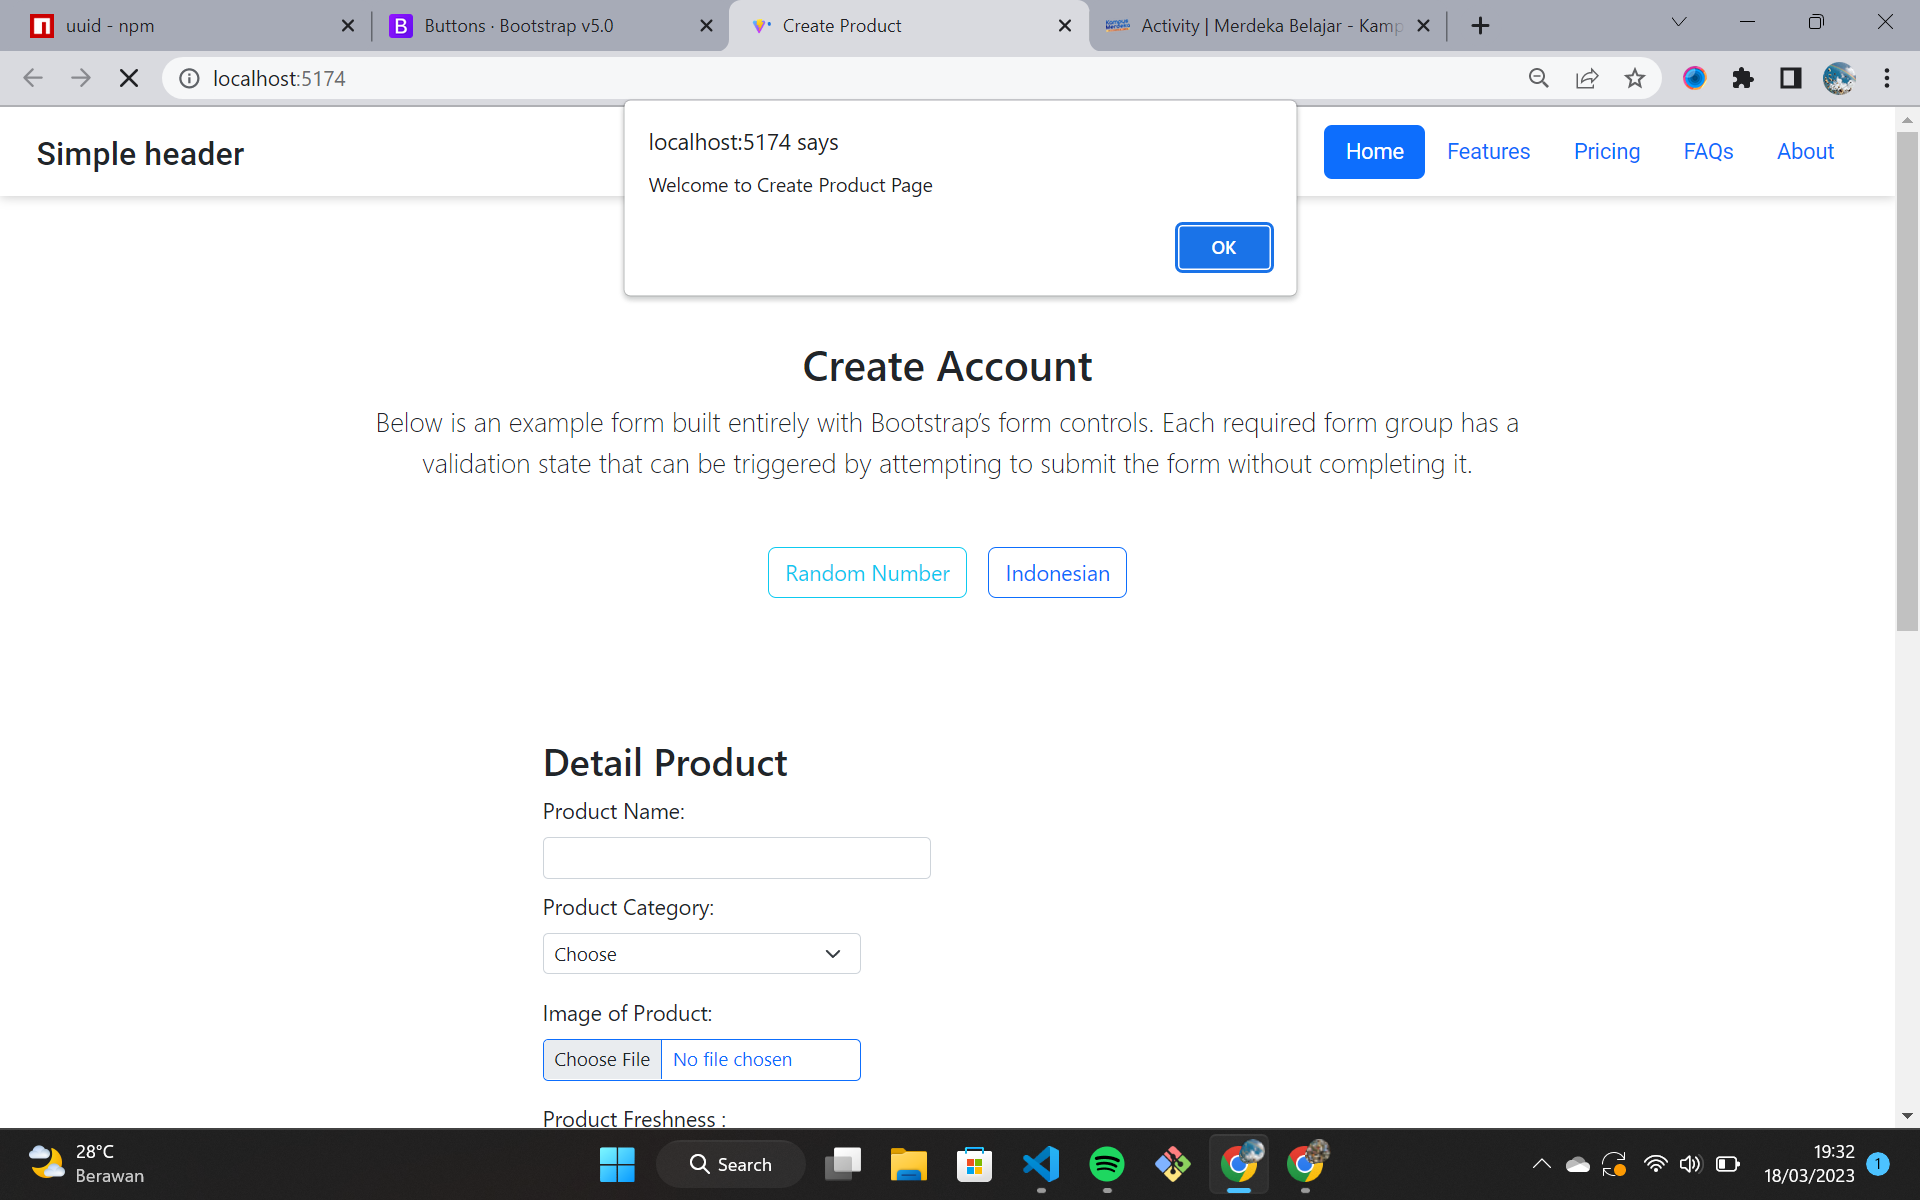 uuid - npm
Buttons · Bootstrap v5.0
Create Product
Activity | Merdeka Belajar - Kamp
localhost:5174
Simple header
localhost:5174 says
Welcome to Create Product Page
OK
Home
Features
Pricing
FAQs
About
Create Account
Below is an example form built entirely with Bootstrap’s form controls. Each required form group has a
validation state that can be triggered by attempting to submit the form without completing it.
Random Number
Indonesian
Detail Product
Product Name:
Product Category:
Choose
Image of Product:
Choose File
No file chosen
Product Freshness :
28°C
Berawan
Search
19:32
18/03/2023
1